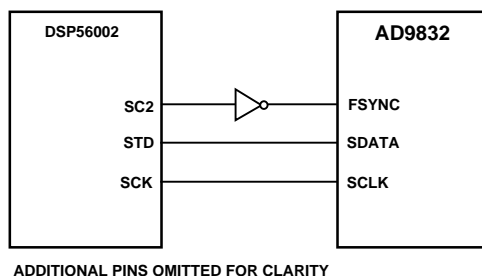 DSP56002 AD9832
SC2 FSYNC
STD SDATA
SCK SCLK
ADDITIONAL PINS OMITTED FOR CLARITY